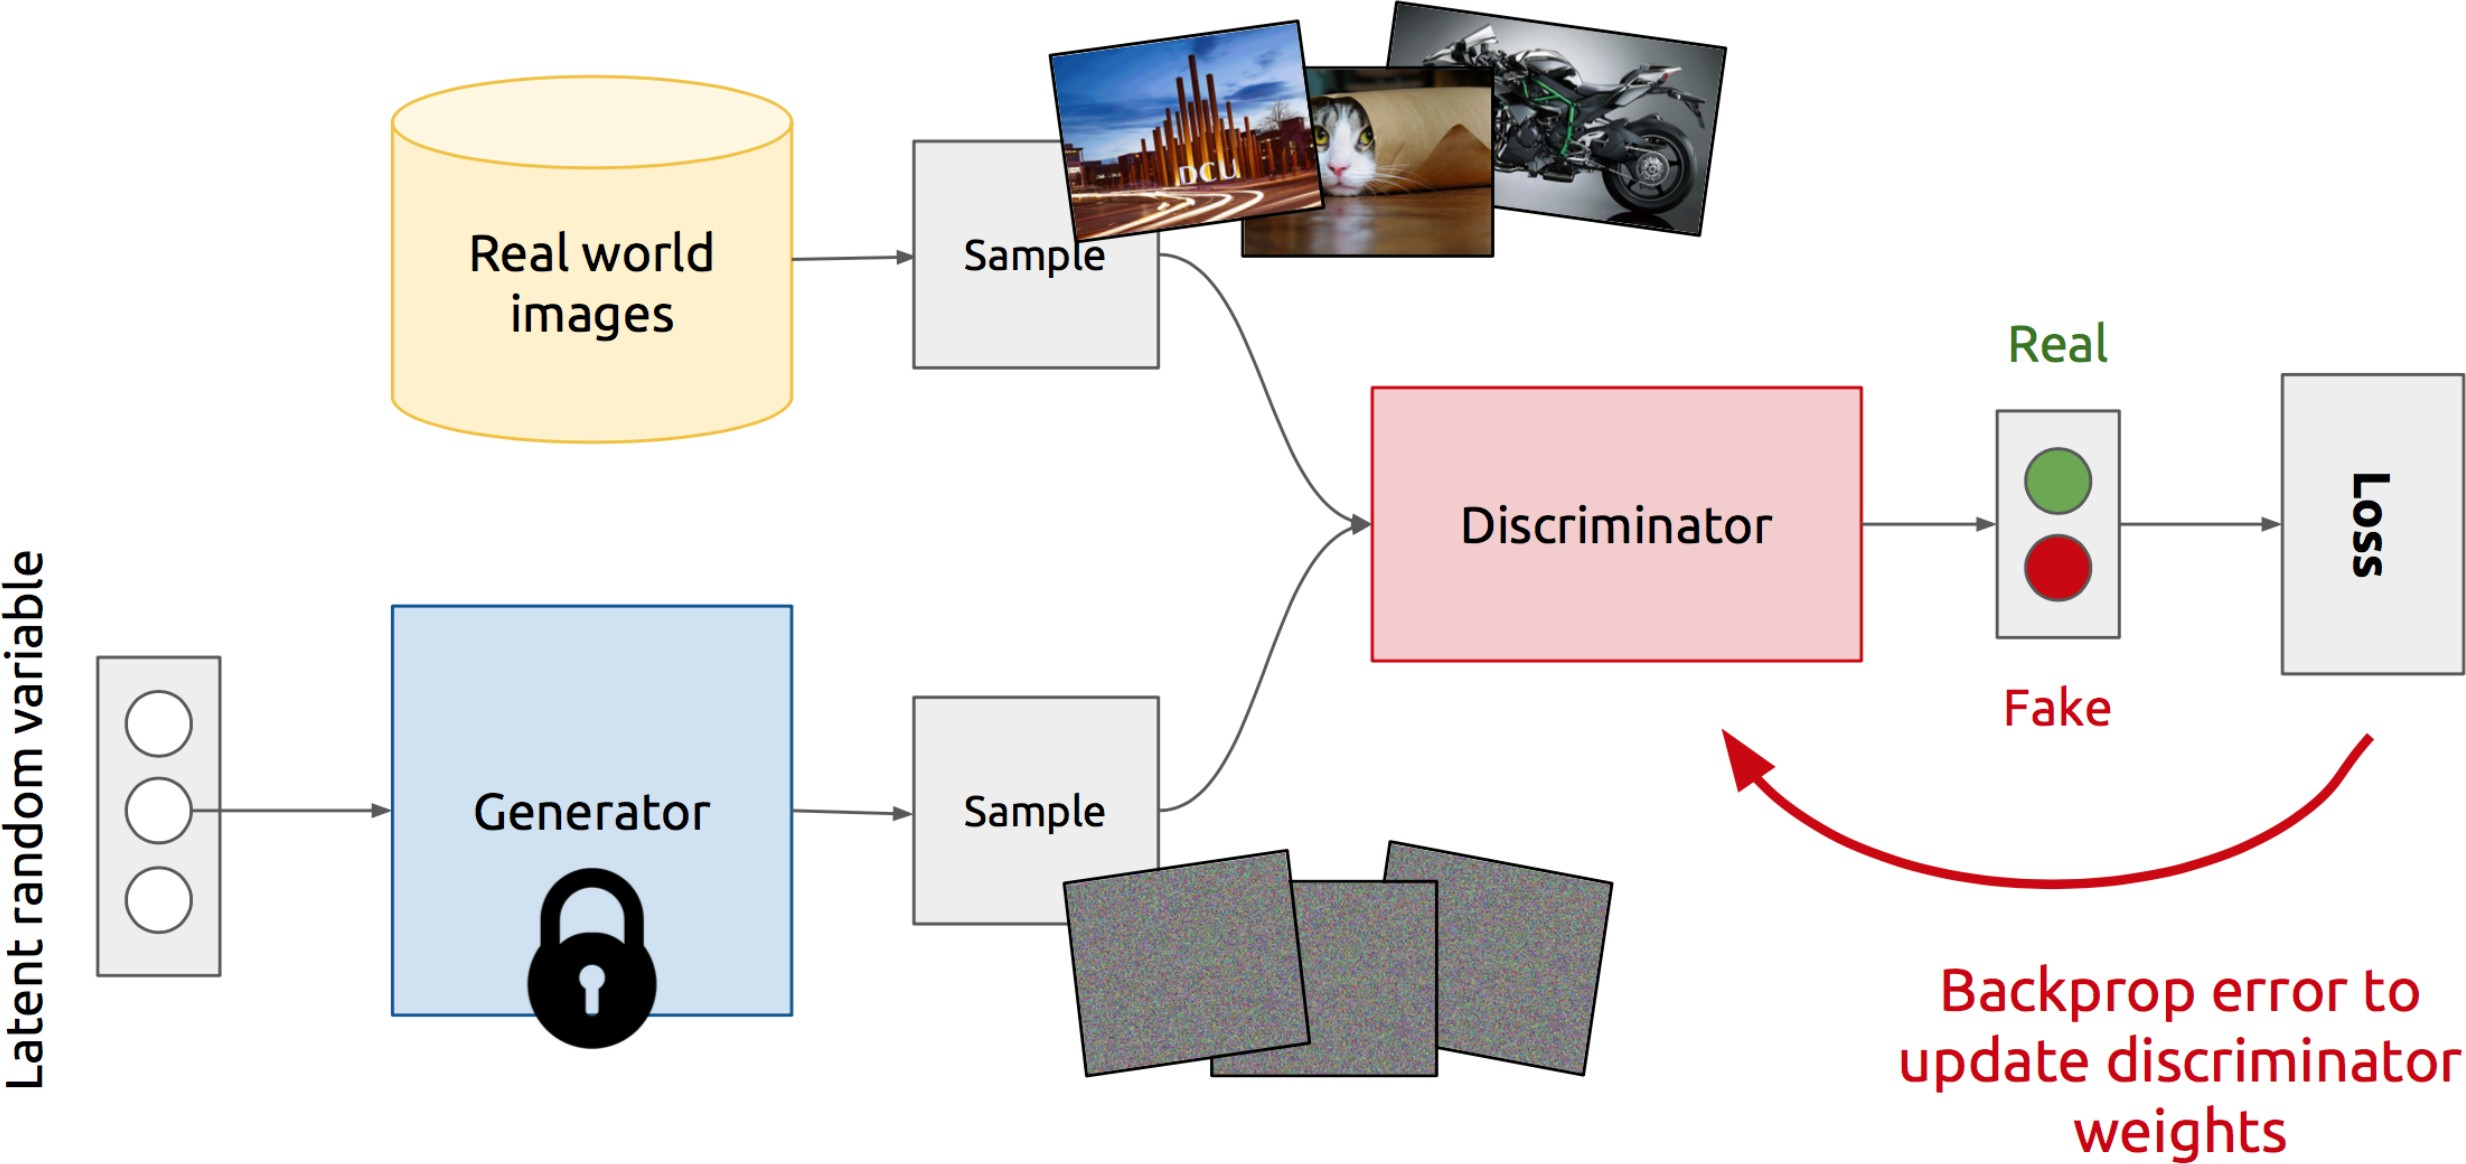 Real world
images
Sample
DCU
Real
Discriminator
Loss
Fake
Latent random variable
Generator
Sample
Backprop error to
update discriminator
weights